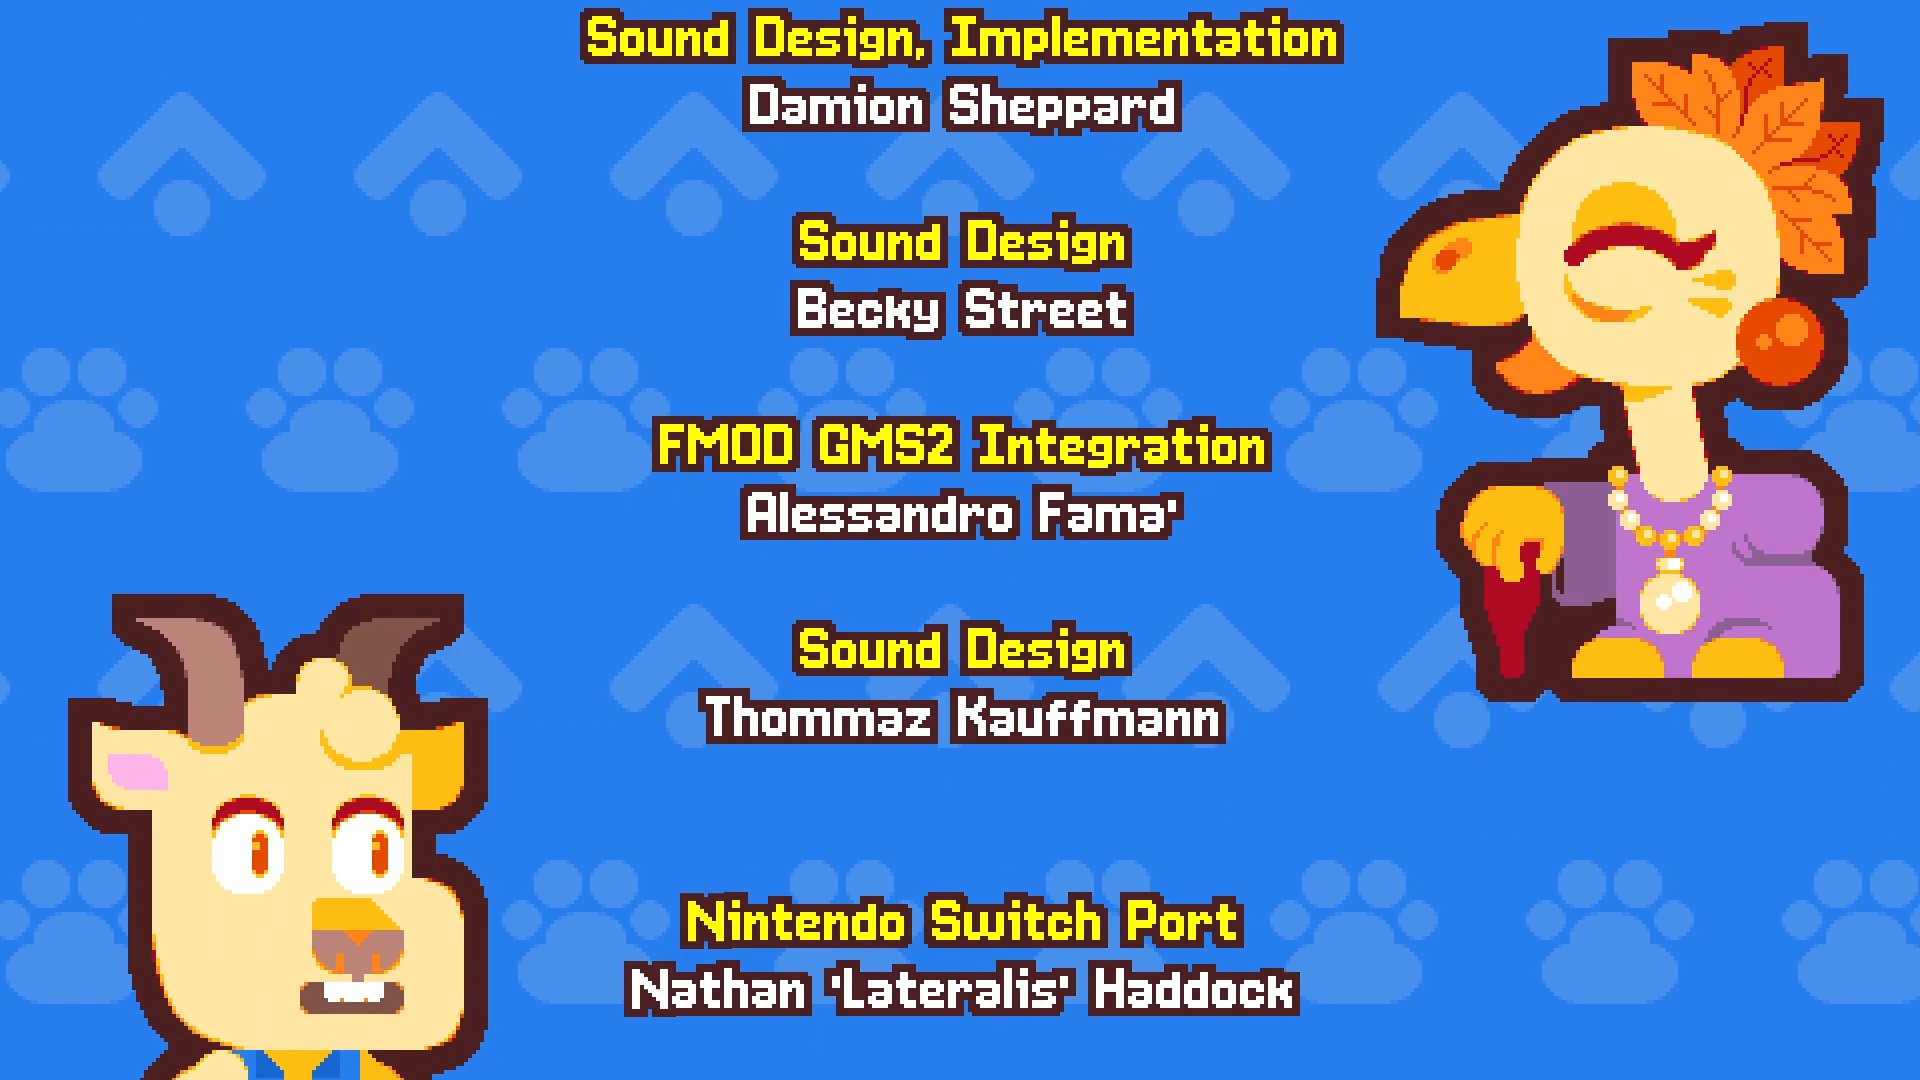 Sound Design, Implementation
Damion Sheppard
Sound Design
Becky Street
FMOD GMS2 Integration
Alessandro Fama'
Sound Design
Thommaz Kauffmann
Nintendo Switch Port
Nathan 'Lateralis' Haddock